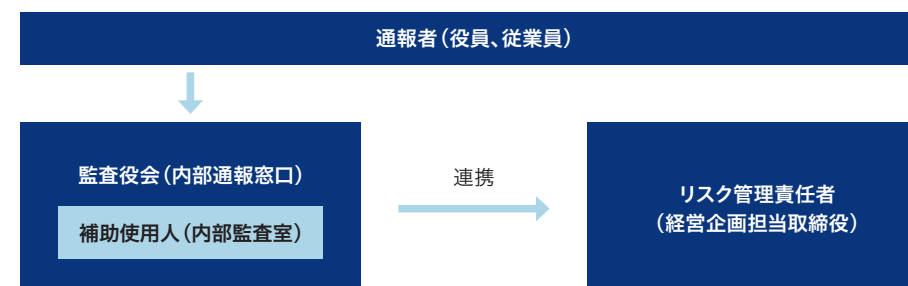 通報者（役員、従業員）
監査役会（内部通報窓口）
補助使用人（内部監査室）
連携
リスク管理責任者
（経営企画担当取締役）